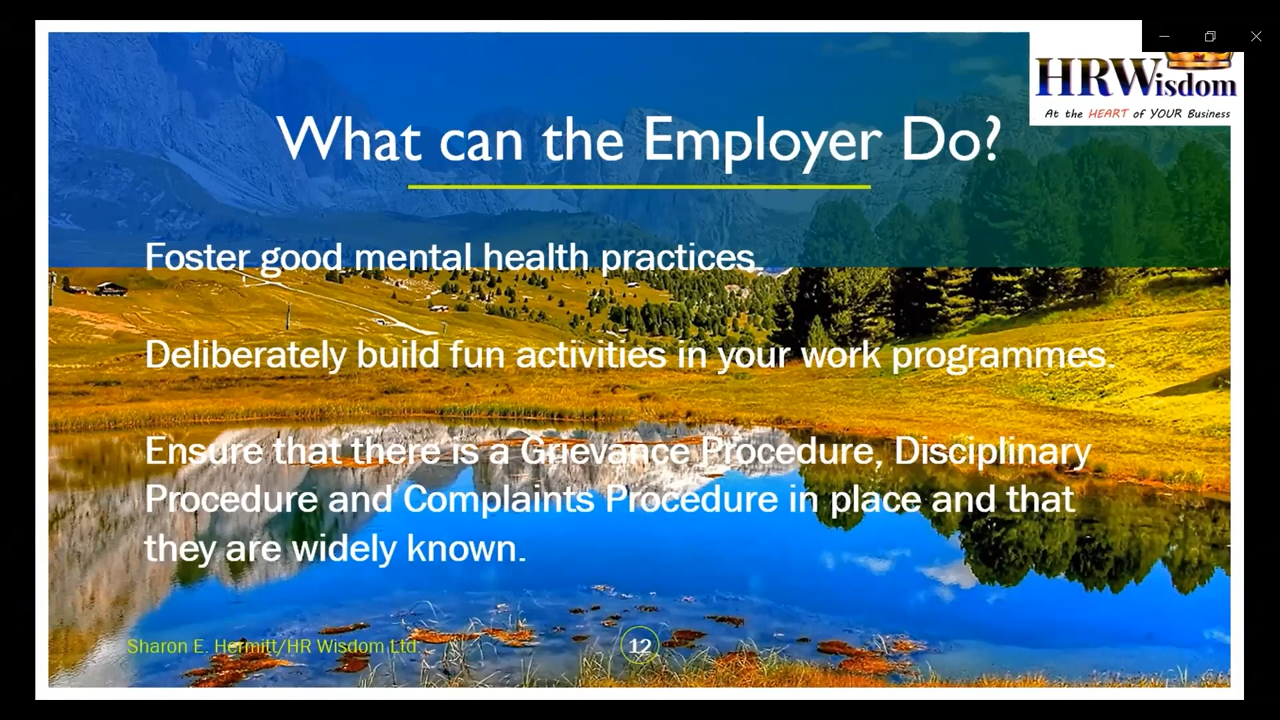 HRWisdom
At the HEART of YOUR Business
What can the Employer Do?
Foster good mental health practices
Deliberately build fun activities in your work programmes.
Ensure that there is a Grievance Procedure, Disciplinary
Procedure and Complaints Procedure in place and that
they are widely known.
Sharon E. Hermitt/HR Wisdom Ltd.
12